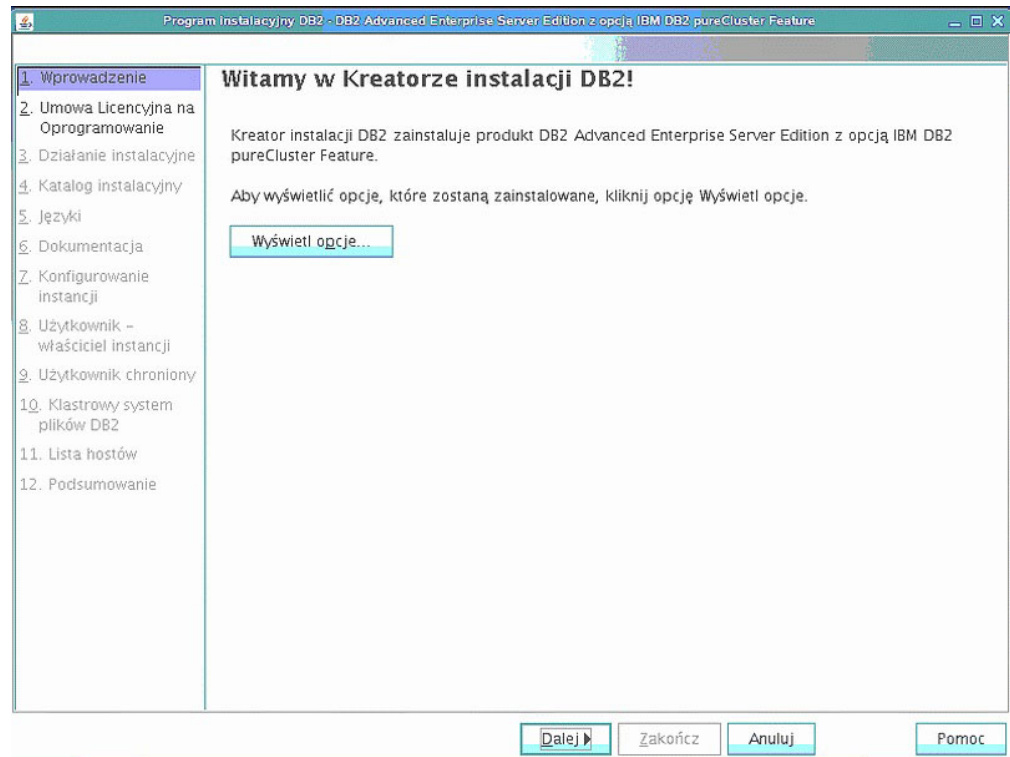 Program instalacyjny DB2 - DB2 Advanced Enterprise Server Edition z opcją IBM DB2 pureCluster Feature
1. Wprowadzenie
2. Umowa Licencyjna na
Oprogramowanie
3. Działanie instalacyjne
4. Katalog instalacyjny
5. Języki
6. Dokumentacja
7. Konfigurowanie
instancji
8. Użytkownik –
właściciel instancji
9. Użytkownik chroniony
10. Klastrowy system
plików DB2
11. Lista hostów
12. Podsumowanie
Witamy w Kreatorze instalacji DB2!
Kreator instalacji DB2 zainstaluje produkt DB2 Advanced Enterprise Server Edition z opcją IBM DB2
pureCluster Feature.
Aby wyświetlić opcje, które zostaną zainstalowane, kliknij opcję Wyświetl opcje.
Wyświetl opcje...
Dalej
Zakończ
Anuluj
Pomoc